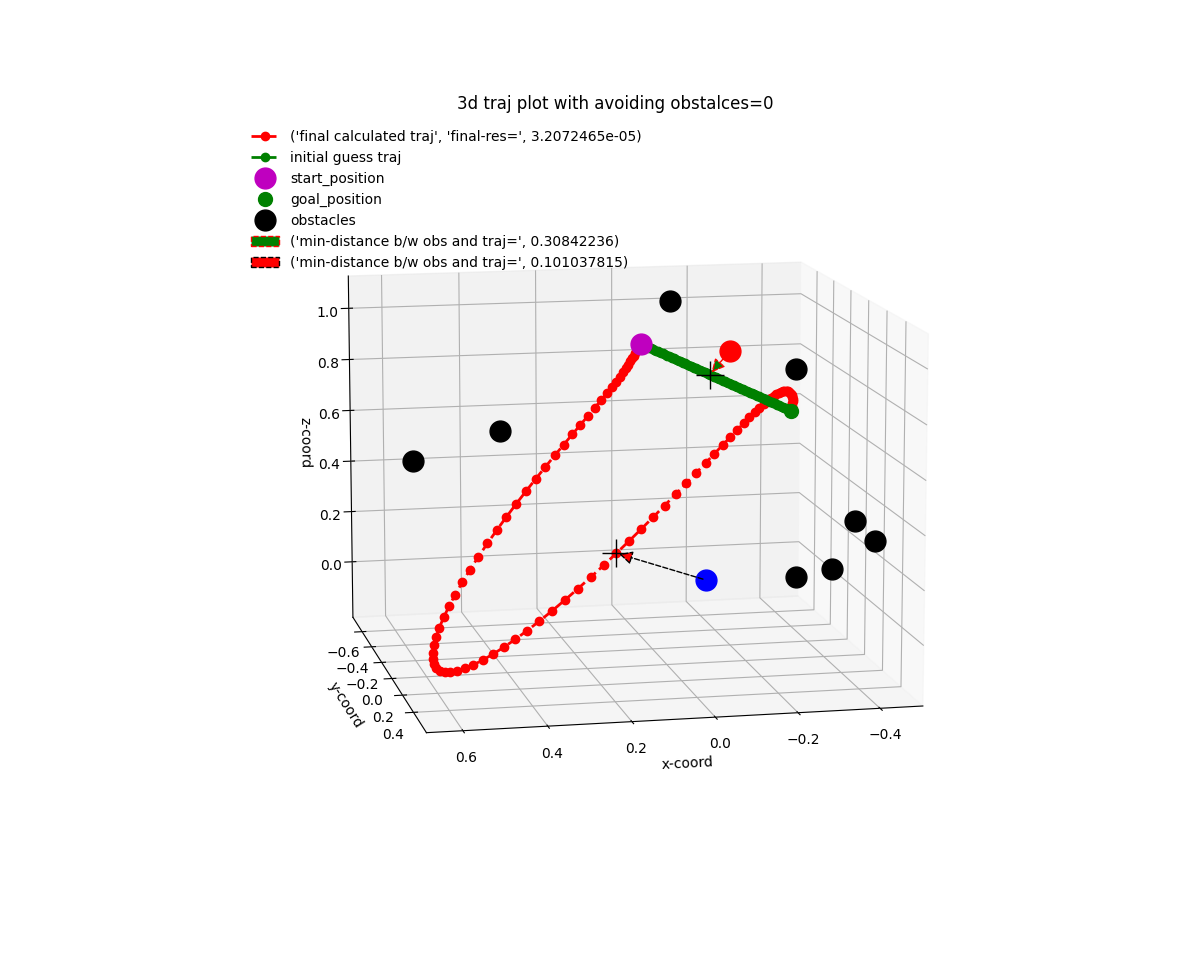 3d traj plot with avoiding obstalces=0
('final calculated traj', 'final-res=', 3.2072465e-05)
initial guess traj
start_position
goal_position
obstacles
('min-distance b/w obs and traj=', 0.30842236)
('min-distance b/w obs and traj=', 0.101037815)
1.0
0.8
0.6
0.4
0.2
0.0
z-coord
−0.6
−0.4
−0.2
0.0
0.2
0.4
y-coord
0.6
0.4
0.2
0.0
−0.2
−0.4
x-coord